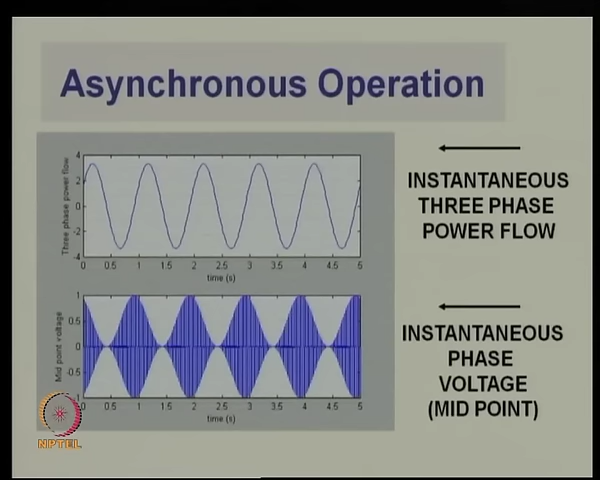 Asynchronous Operation
Three phase power flow
4
2
0
-2
-4
0 0.5 1 1.5 2 2.5 3 3.5 4 4.5 5
time (s)
INSTANTANEOUS
THREE PHASE
POWER FLOW
Mid point voltage
1
0.5
0
-0.5
-1
0 0.5 1 1.5 2 2.5 3 3.5 4 4.5 5
time (s)
INSTANTANEOUS
PHASE
VOLTAGE
(MID POINT)
NPTEL